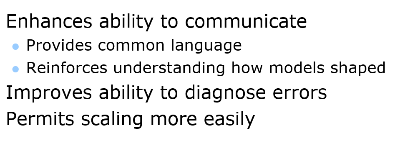 Enhances ability to communicate
Provides common language
Reinforces understanding how models shaped
Improves ability to diagnose errors
Permits scaling more easily